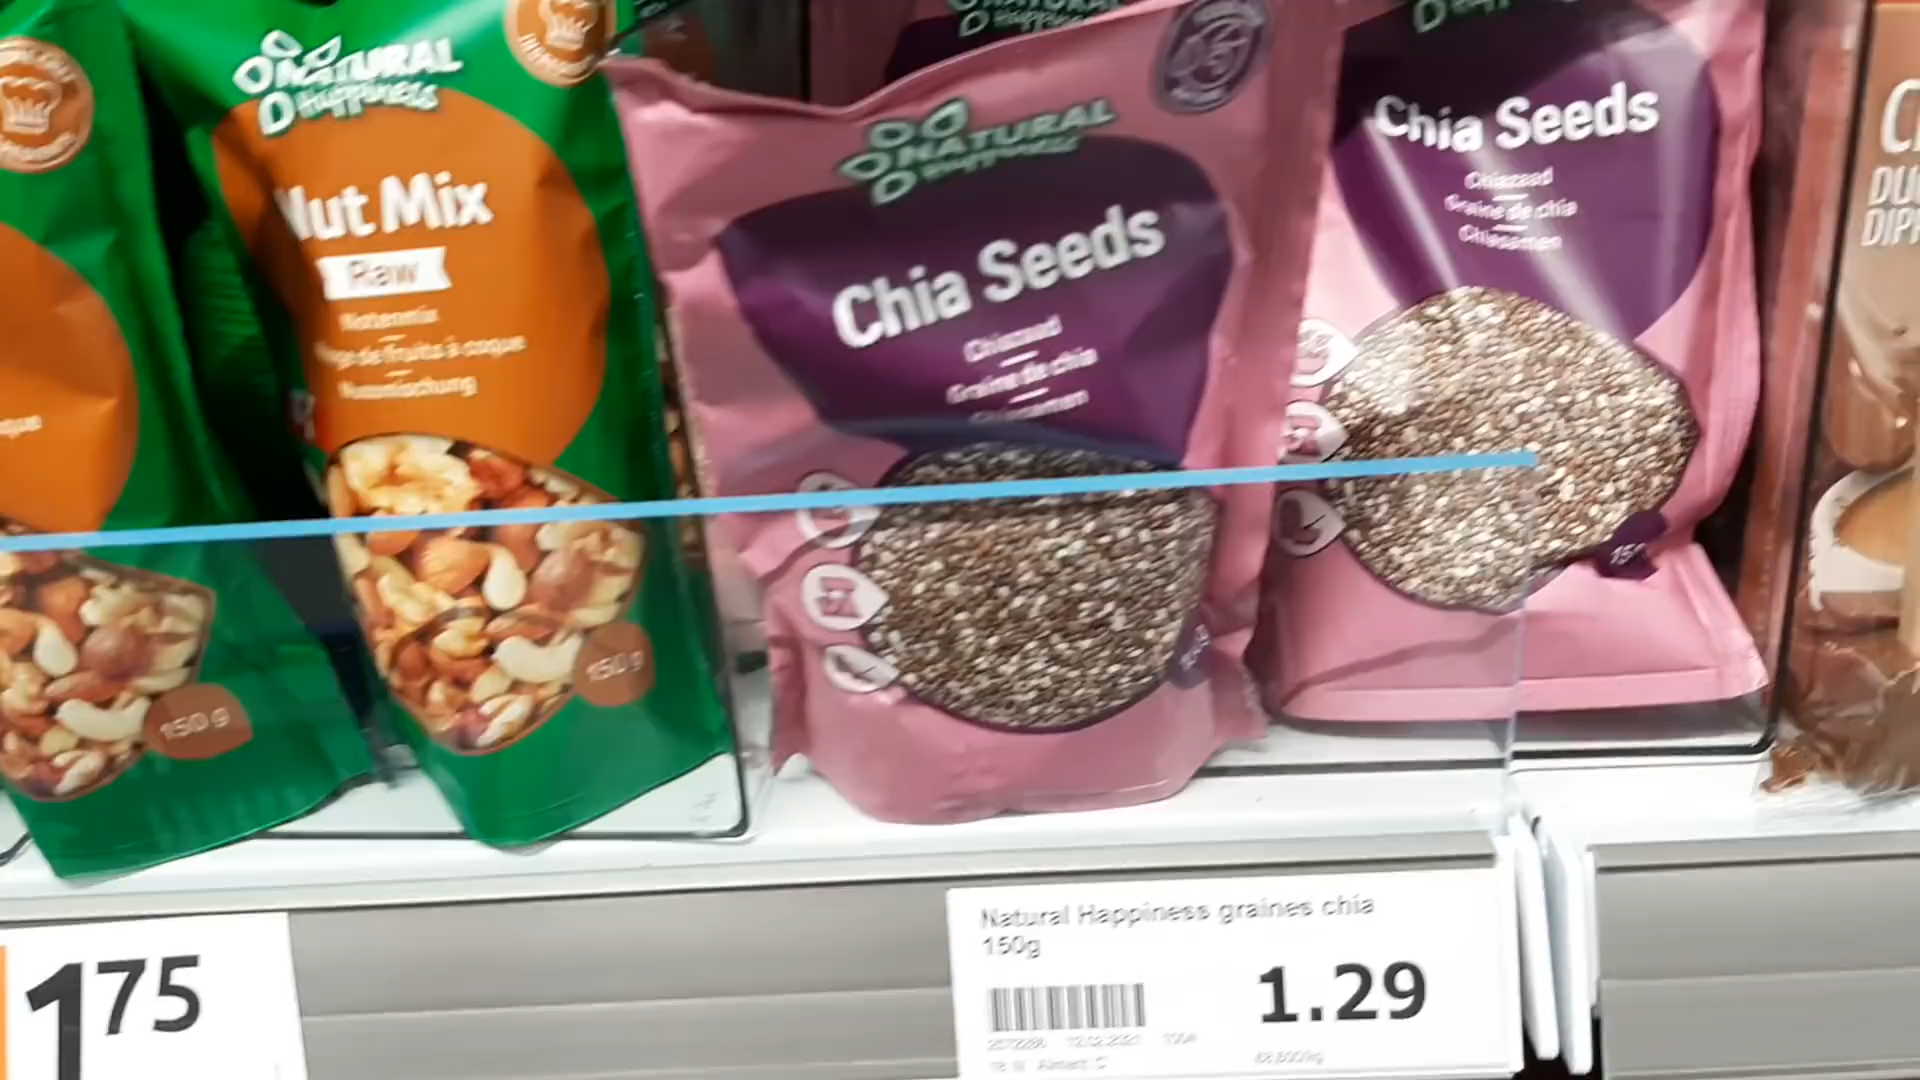 NATURAL
Happiness
Nut Mix
Raw
Notenmix
de fruits à coque
Nussmischung
150 g
150 g
NATURAL
Happiness
Chia Seeds
Chiazaad
Graine de chia
Chiasamen
Chia Seeds
Chiazaad
Graine de chia
Chiasamen
Natural Happiness graines chia
150g
1.29
175